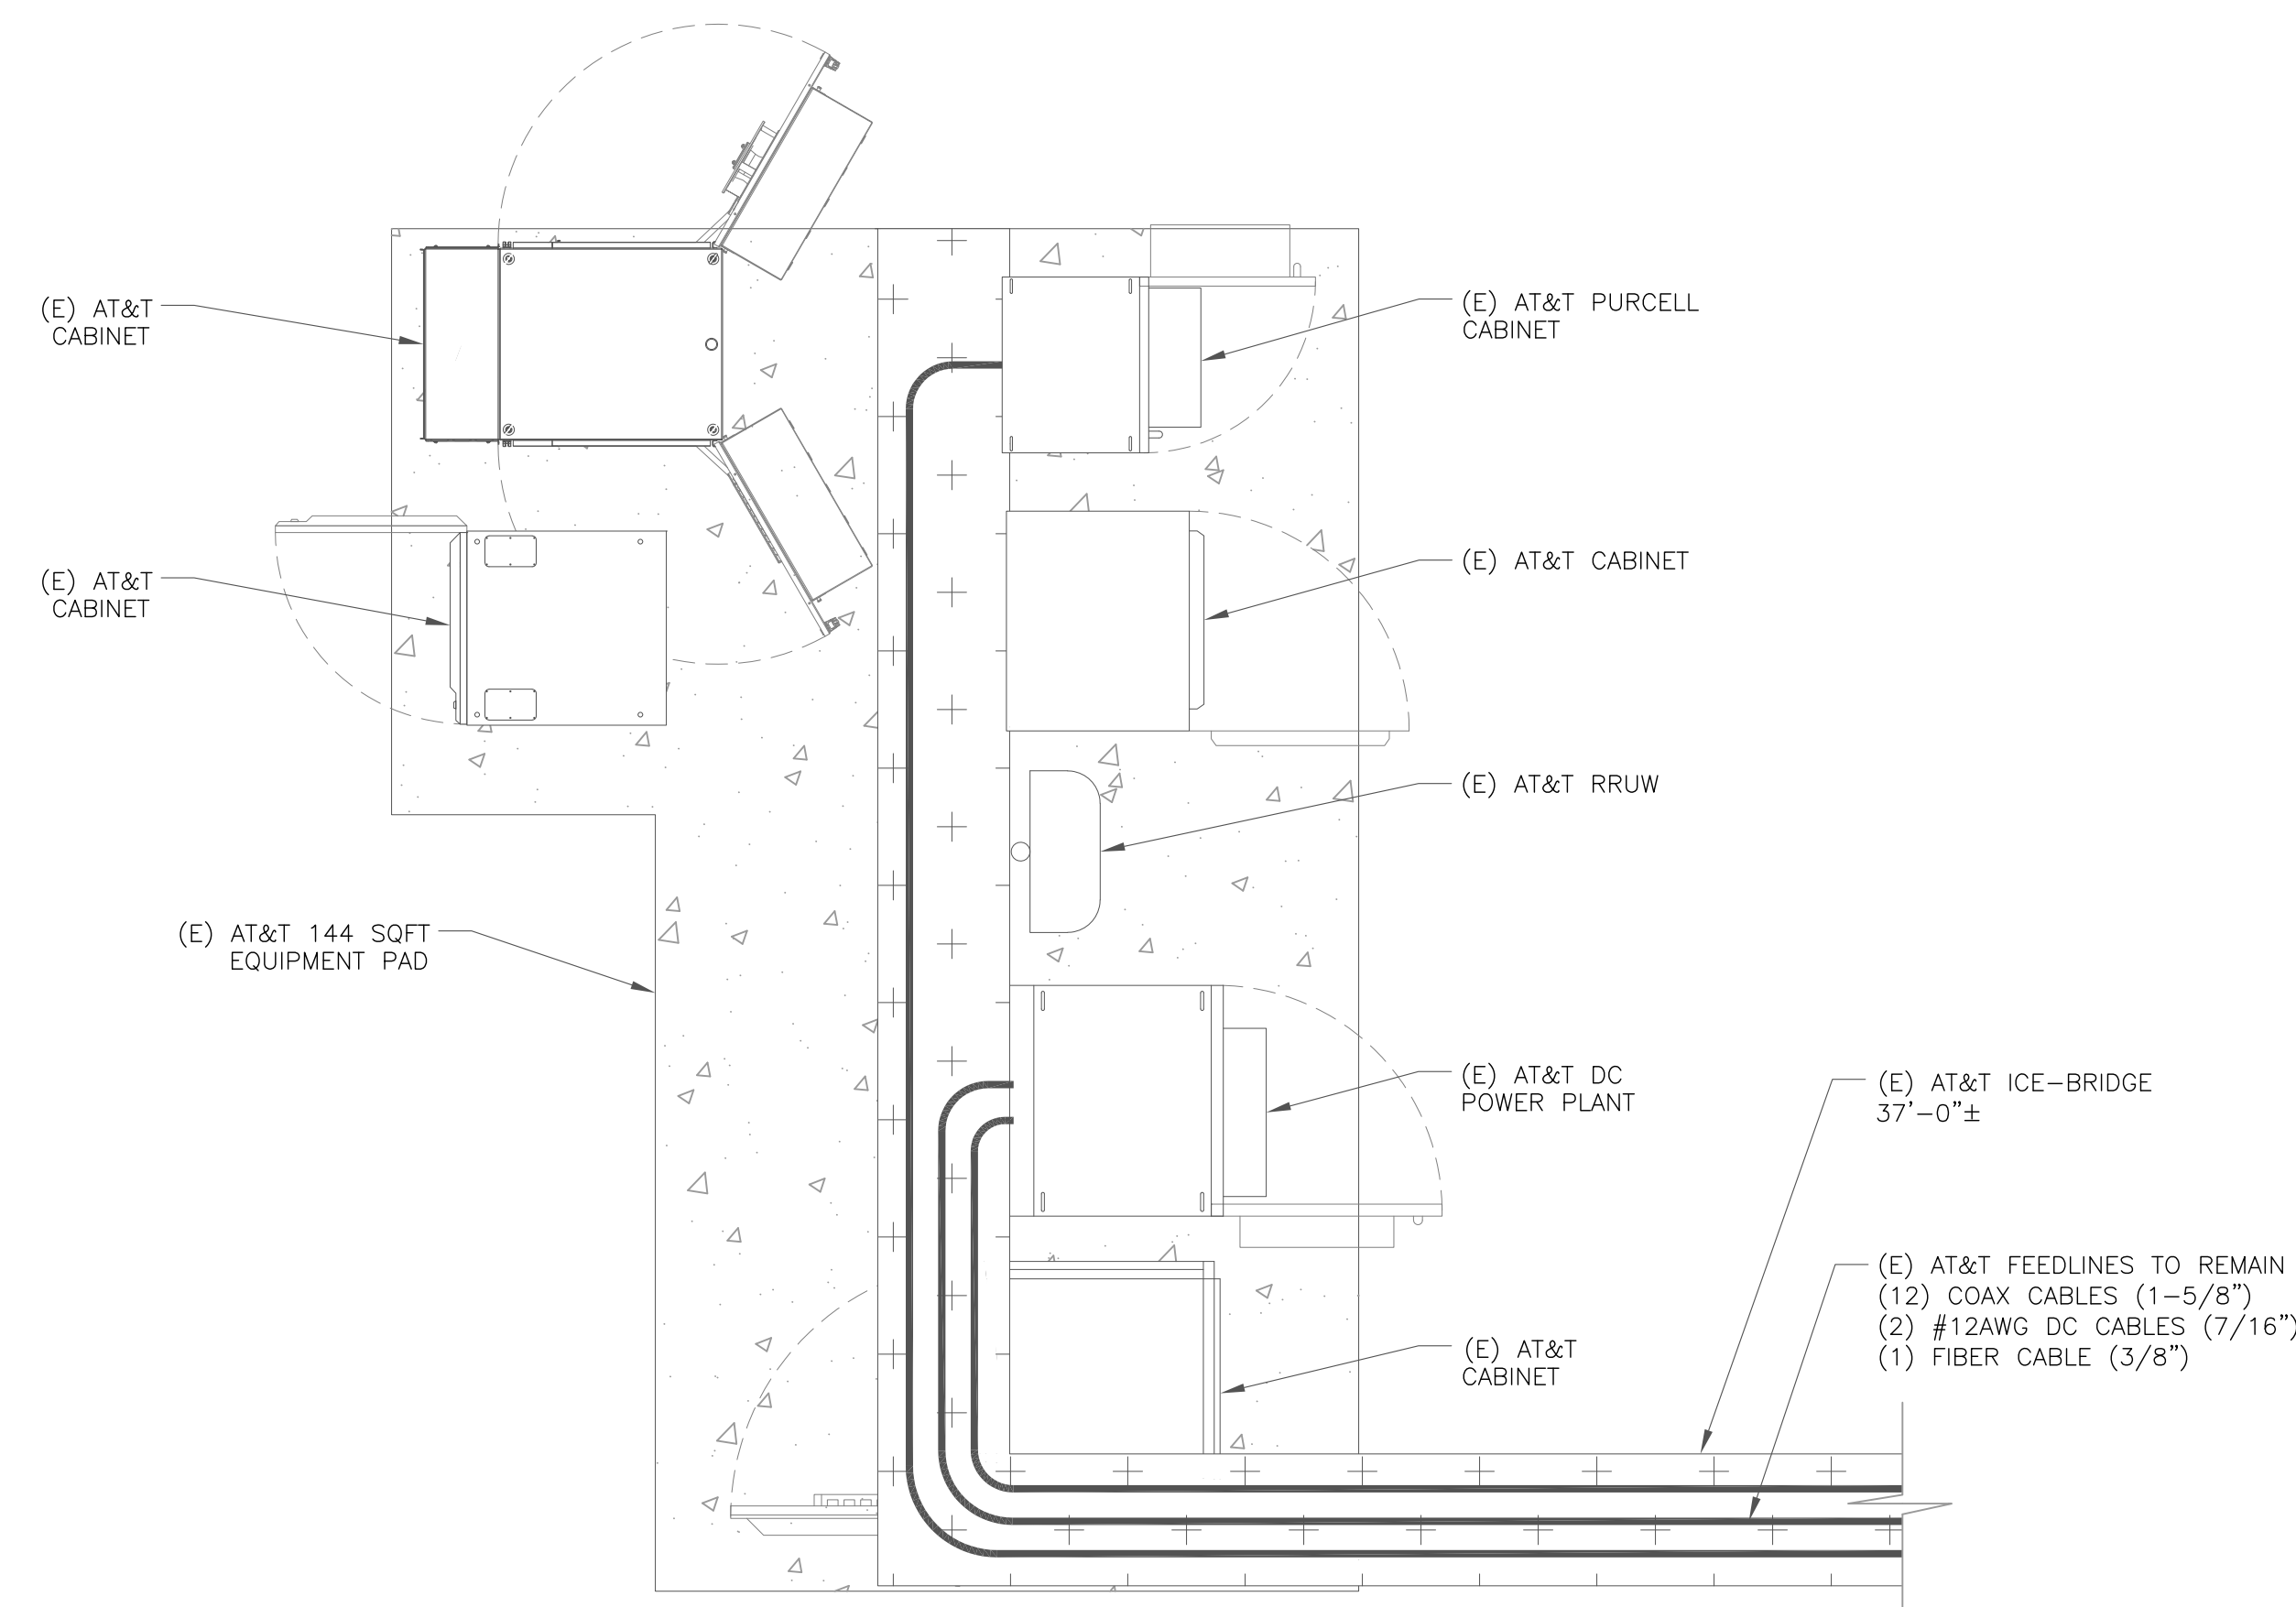 (E) AT&T
CABINET
(E) AT&T
CABINET
(E) AT&T 144 SQFT
EQUIPMENT PAD
(E) AT&T PURCELL
CABINET
(E) AT&T CABINET
(E) AT&T RRUW
(E) AT&T DC
POWER PLANT
(E) AT&T
CABINET
(E) AT&T ICE-BRIDGE
37'-0"±
(E) AT&T FEEDLINES TO REMAIN
(12) COAX CABLES (1-5/8")
(2) #12AWG DC CABLES (7/16")
(1) FIBER CABLE (3/8")